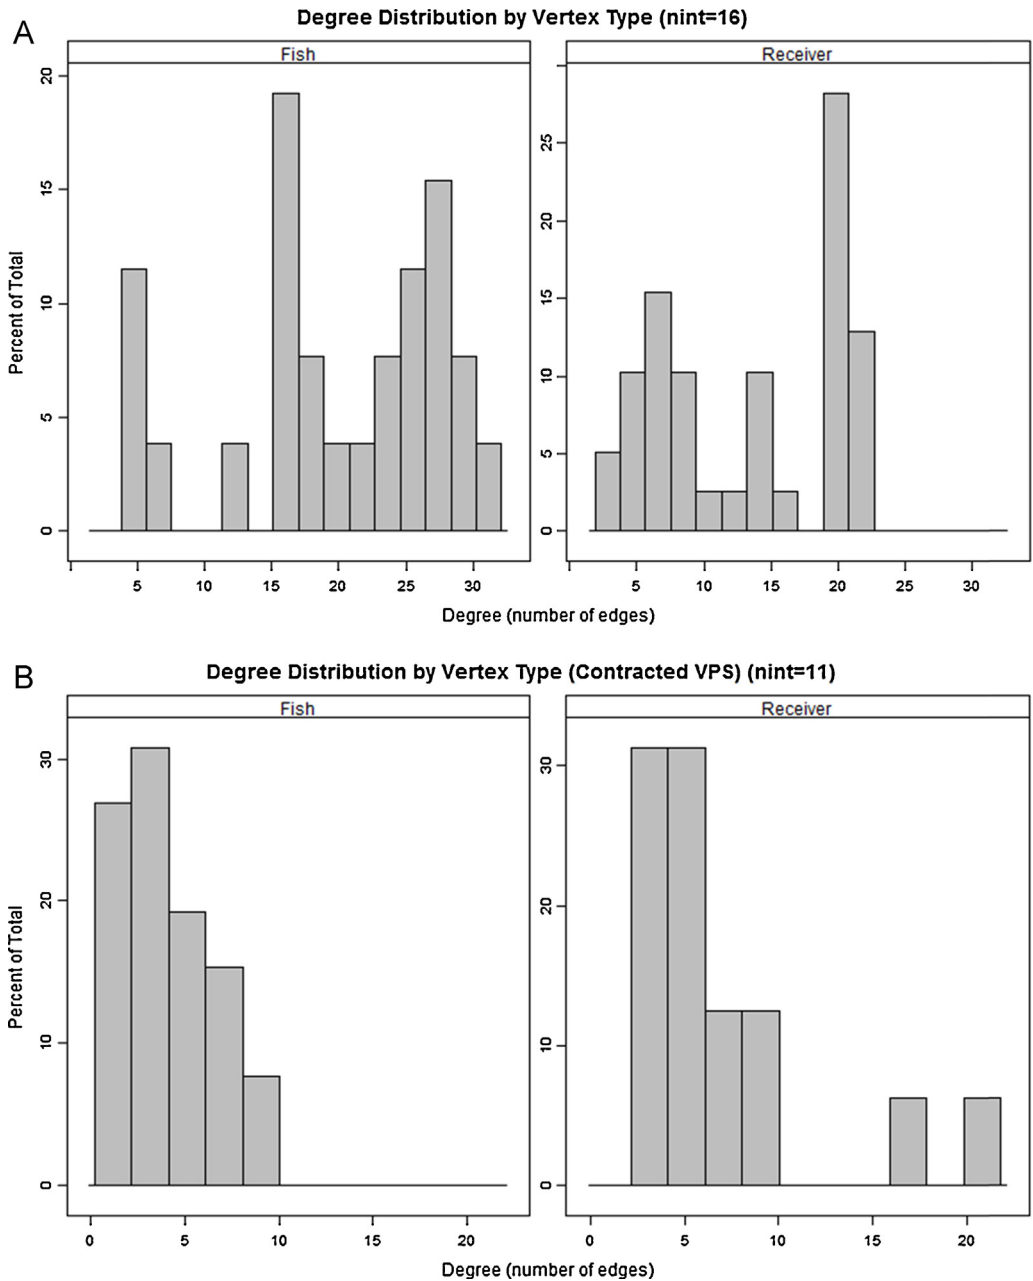 A
Degree Distribution by Vertex Type (nint=16)
Fish
Receiver
Percent of Total
20
15
10
5
0
25
20
15
10
5
0
5 10 15 20 25 30
5 10 15 20 25 30
Degree (number of edges)
B
Degree Distribution by Vertex Type (Contracted VPS) (nint=11)
Fish
Receiver
Percent of Total
30
20
10
0
30
20
10
0
0 5 10 15 20
0 5 10 15 20
Degree (number of edges)